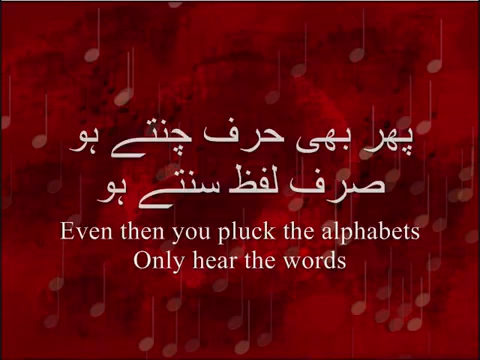 پھر بھی حرف چنتے ہو
صرف لفظ سنتے ہو
Even then you pluck the alphabets
Only hear the words